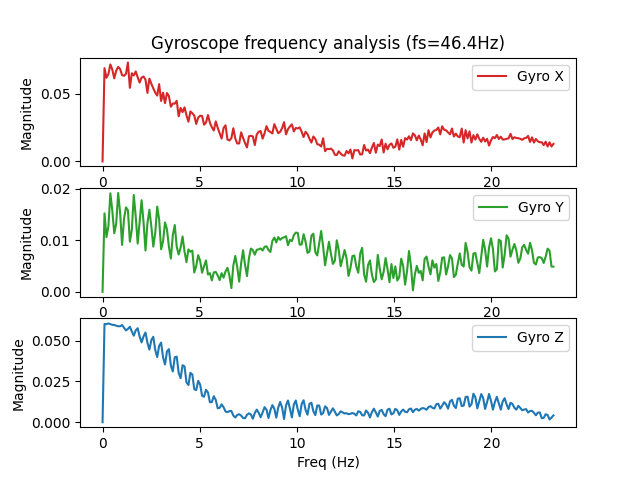 Gyroscope frequency analysis (fs=46.4Hz)
Gyro X
Magnitude
0.05
0.00
0 5 10 15 20
Gyro Y
Magnitude
0.02
0.01
0.00
0 5 10 15 20
Gyro Z
Magnitude
0.050
0.025
0.000
0 5 10 15 20
Freq (Hz)